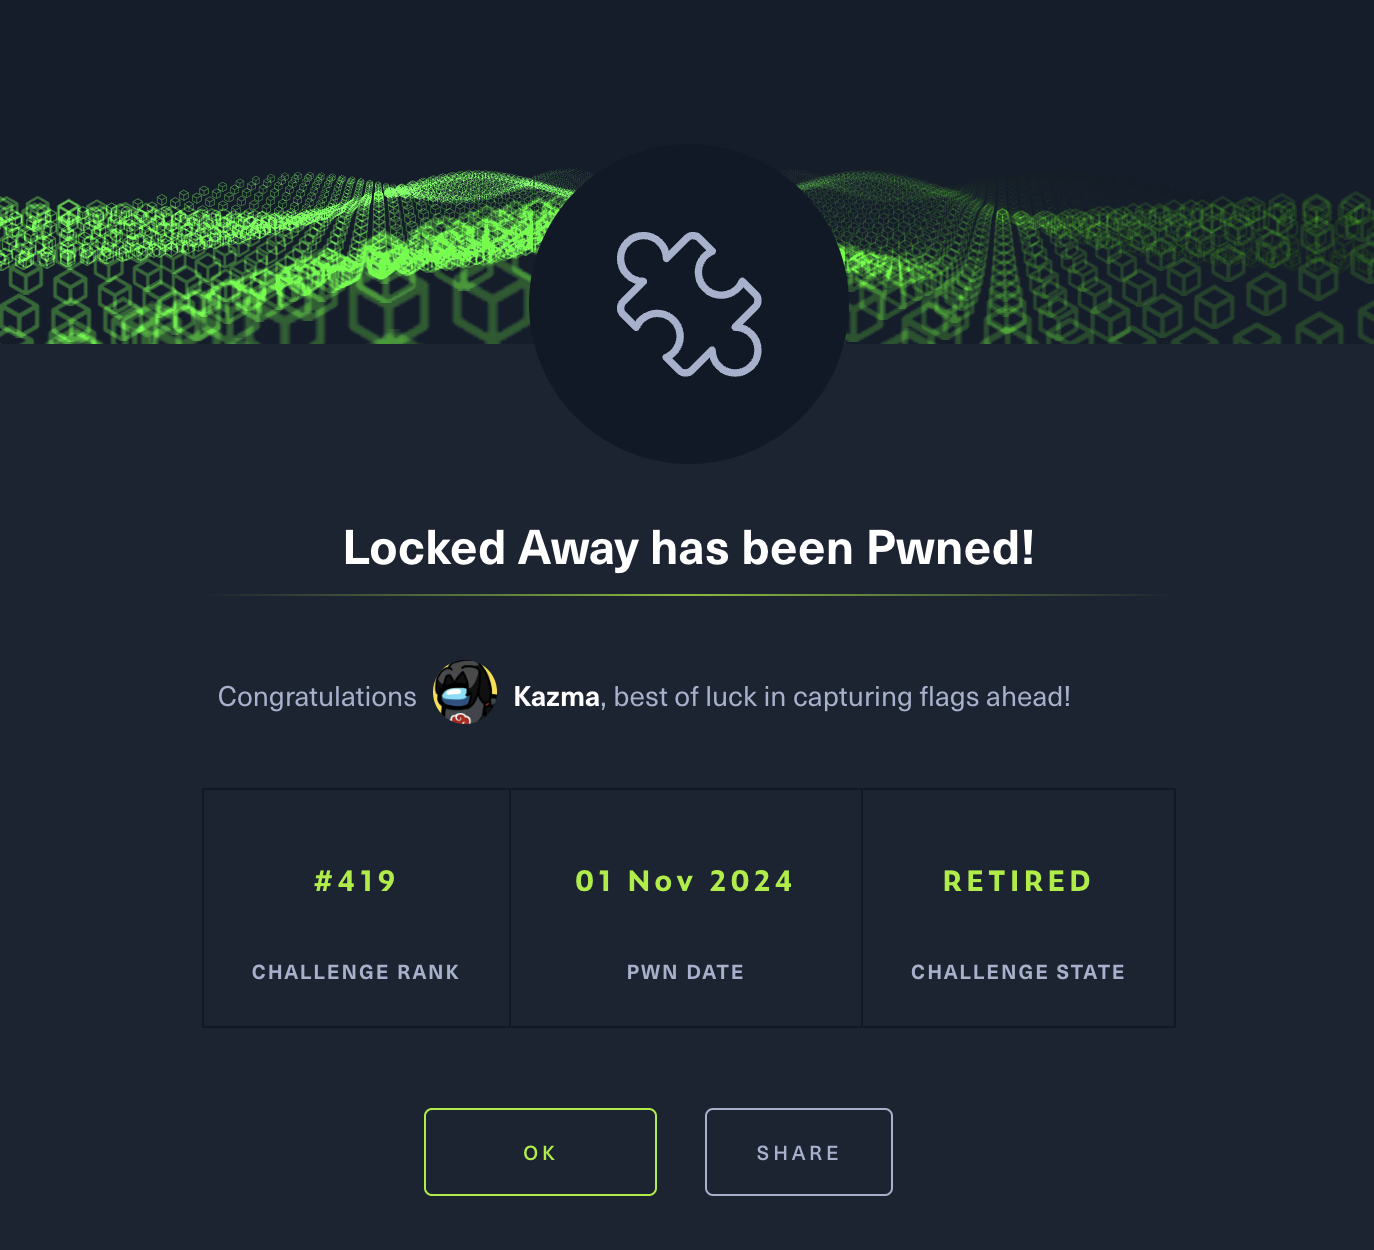 Locked Away has been Pwned!
Congratulations Kazma, best of luck in capturing flags ahead!
#419
01 Nov 2024
RETIRED
CHALLENGE RANK
PWN DATE
CHALLENGE STATE
OK
SHARE